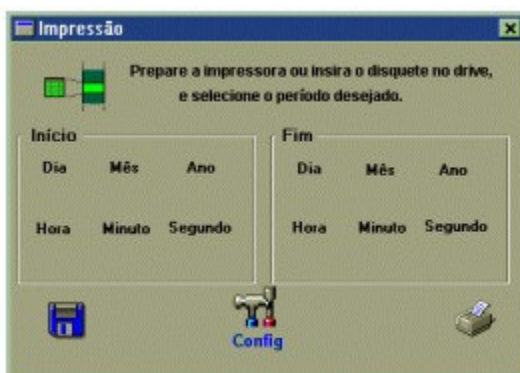 Impressão
Prepare a impressora ou insira o disquete no drive,
e selecione o período desejado.
Início
Dia Mês Ano
Hora Minuto Segundo
Fim
Dia Mês Ano
Hora Minuto Segundo
Config